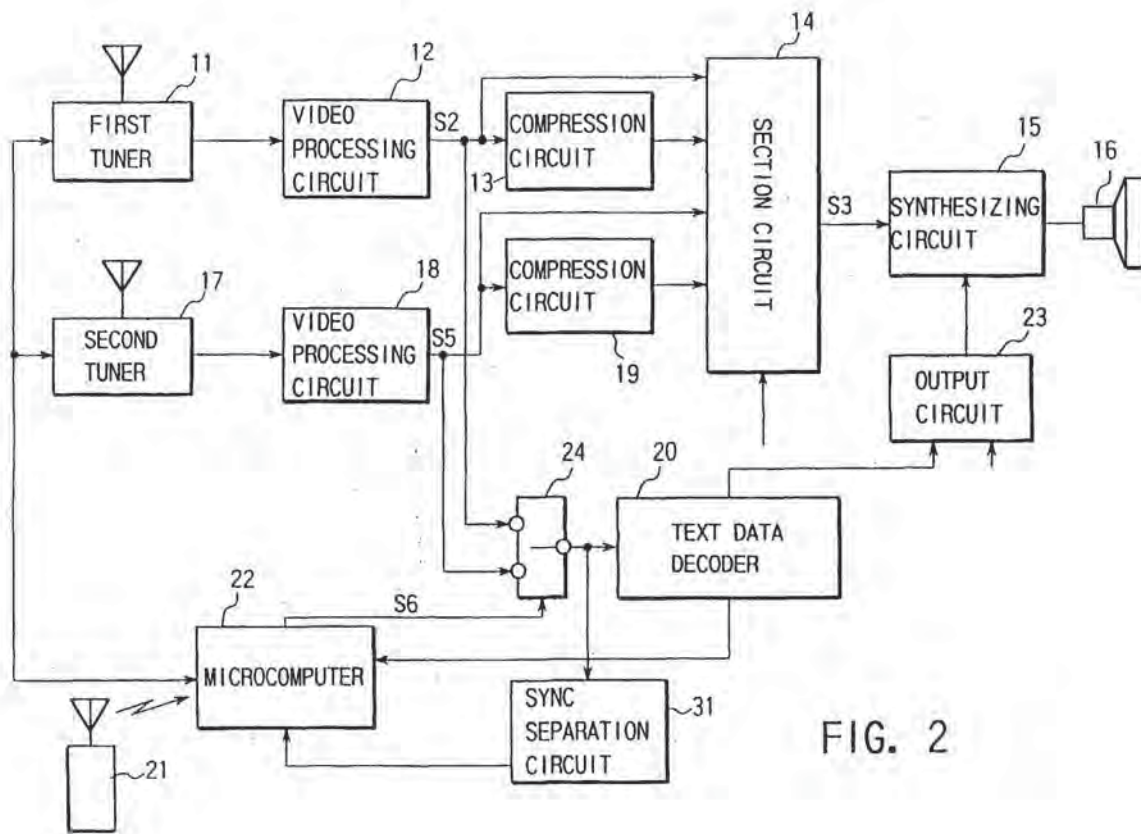 14
11
12
FIRST
TUNER
VIDEO
PROCESSING
CIRCUIT
S2
COMPRESSION
CIRCUIT
13
SECTION CIRCUIT
15
16
S3
SYNTHESIZING
CIRCUIT
17
18
SECOND
TUNER
VIDEO
PROCESSING
CIRCUIT
S5
COMPRESSION
CIRCUIT
19
23
OUTPUT
CIRCUIT
24
20
TEXT DATA
DECODER
22
S6
MICROCOMPUTER
21
SYNC
SEPARATION
CIRCUIT
31
FIG. 2